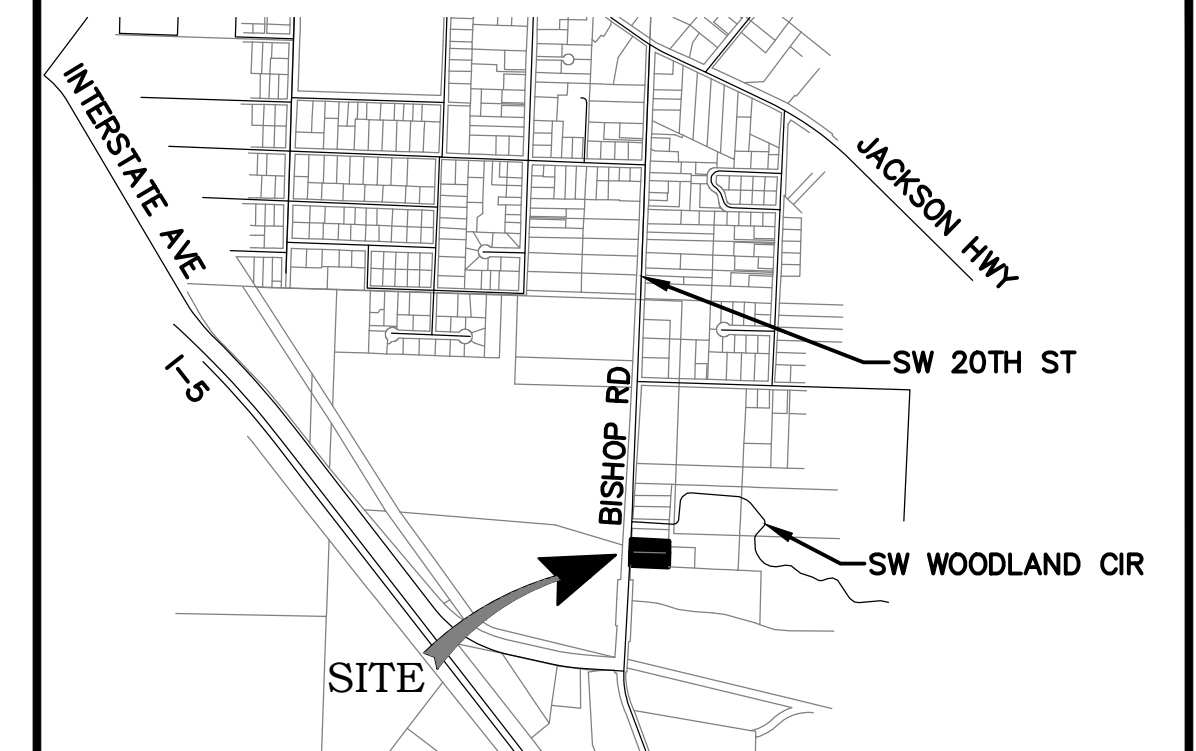 INTERSTATE AVE
JACKSON HWY
I-5
SW 20TH ST
BISHOP RD
SW WOODLAND CIR
SITE